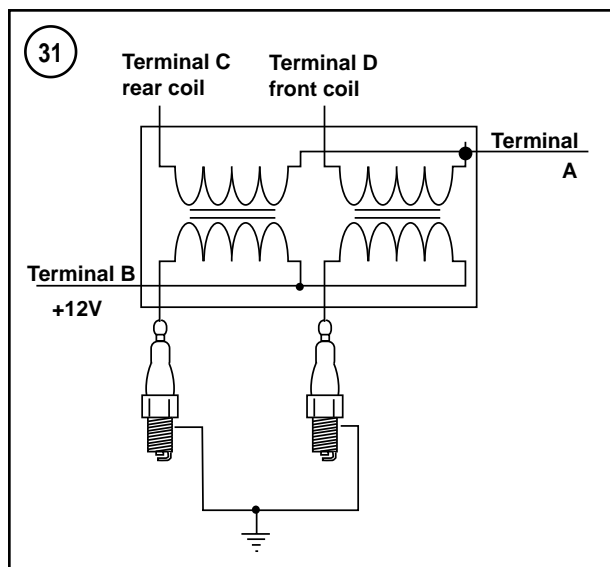 31
Terminal C
rear coil
Terminal D
front coil
Terminal
A
Terminal B
+12V